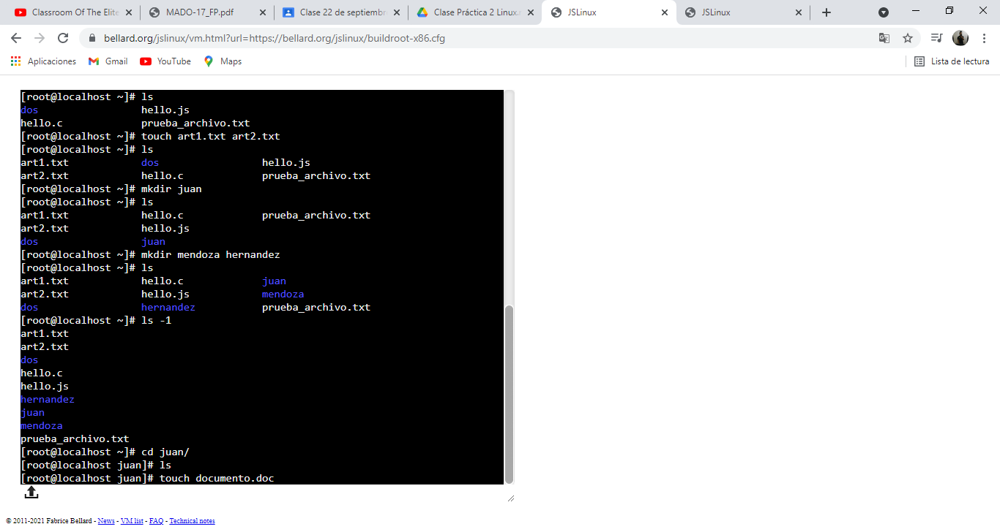 Classroom Of The Elite
MADO-17_FP.pdf
Clase 22 de septiembre
Clase Práctica 2 Linux.
JSLinux
JSLinux
bellard.org/jslinux/vm.html?url=https://bellard.org/jslinux/buildroot-x86.cfg
Aplicaciones Gmail YouTube Maps Lista de lectura
[root@localhost ~]# ls
dos hello.js
hello.c prueba_archivo.txt
[root@localhost ~]# touch art1.txt art2.txt
[root@localhost ~]# ls
art1.txt dos hello.js
art2.txt hello.c prueba_archivo.txt
[root@localhost ~]# mkdir juan
[root@localhost ~]# ls
art1.txt hello.c prueba_archivo.txt
art2.txt hello.js
dos juan
[root@localhost ~]# mkdir mendoza hernandez
[root@localhost ~]# ls
art1.txt hello.c juan
art2.txt hello.js mendoza
dos hernandez prueba_archivo.txt
[root@localhost ~]# ls -1
art1.txt
art2.txt
dos
hello.c
hello.js
hernandez
juan
mendoza
prueba_archivo.txt
[root@localhost ~]# cd juan/
[root@localhost juan]# ls
[root@localhost juan]# touch documento.doc
© 2011-2021 Fabrice Bellard - News - VM list - FAQ - Technical notes